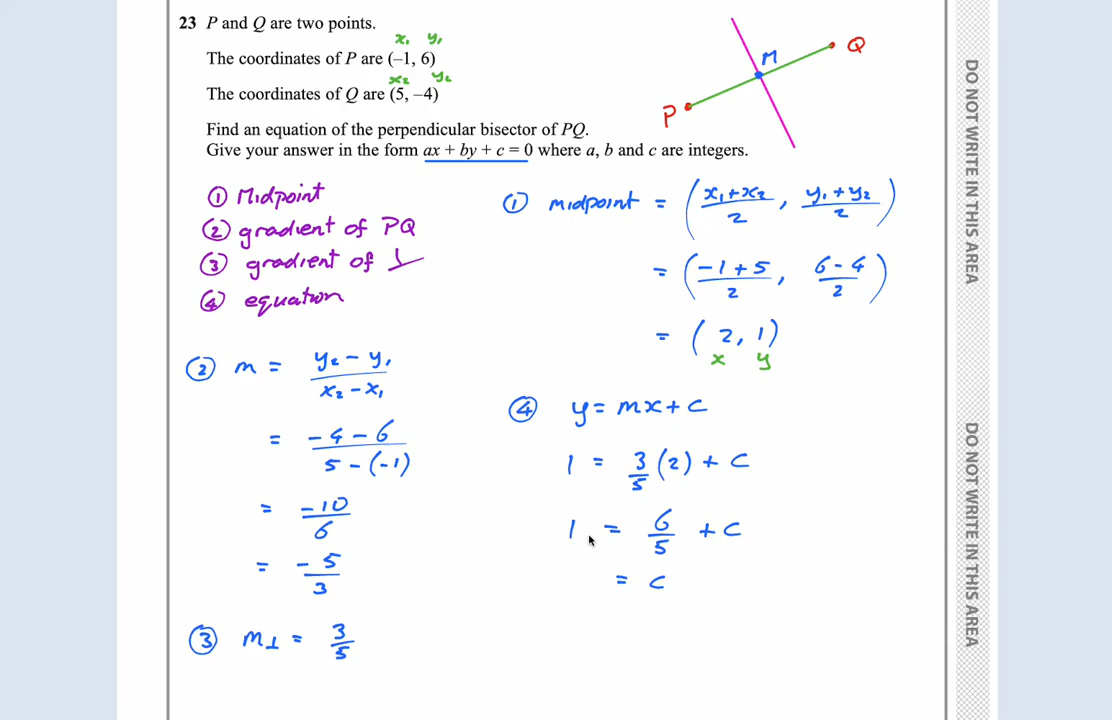 23 P and Q are two points.
x₁ y₁
The coordinates of P are (–1, 6)
x₂ y₂
The coordinates of Q are (5, –4)
Find an equation of the perpendicular bisector of PQ.
Give your answer in the form ax + by + c = 0 where a, b and c are integers.
P
M
Q
① Midpoint
② gradient of PQ
③ gradient of ⊥
④ equation
① midpoint = ( (x₁+x₂)/2 , (y₁+y₂)/2 )
= ( (-1+5)/2 , (6-4)/2 )
= ( 2, 1)
x y
② m = (y₂ - y₁)/(x₂ - x₁)
= (-4-6)/(5-(-1))
= -10/6
= -5/3
③ m⊥ = 3/5
④ y = mx + c
1 = 3/5 (2) + c
1 = 6/5 + c
= c
DO NOT WRITE IN THIS AREA
DO NOT WRITE IN THIS AREA